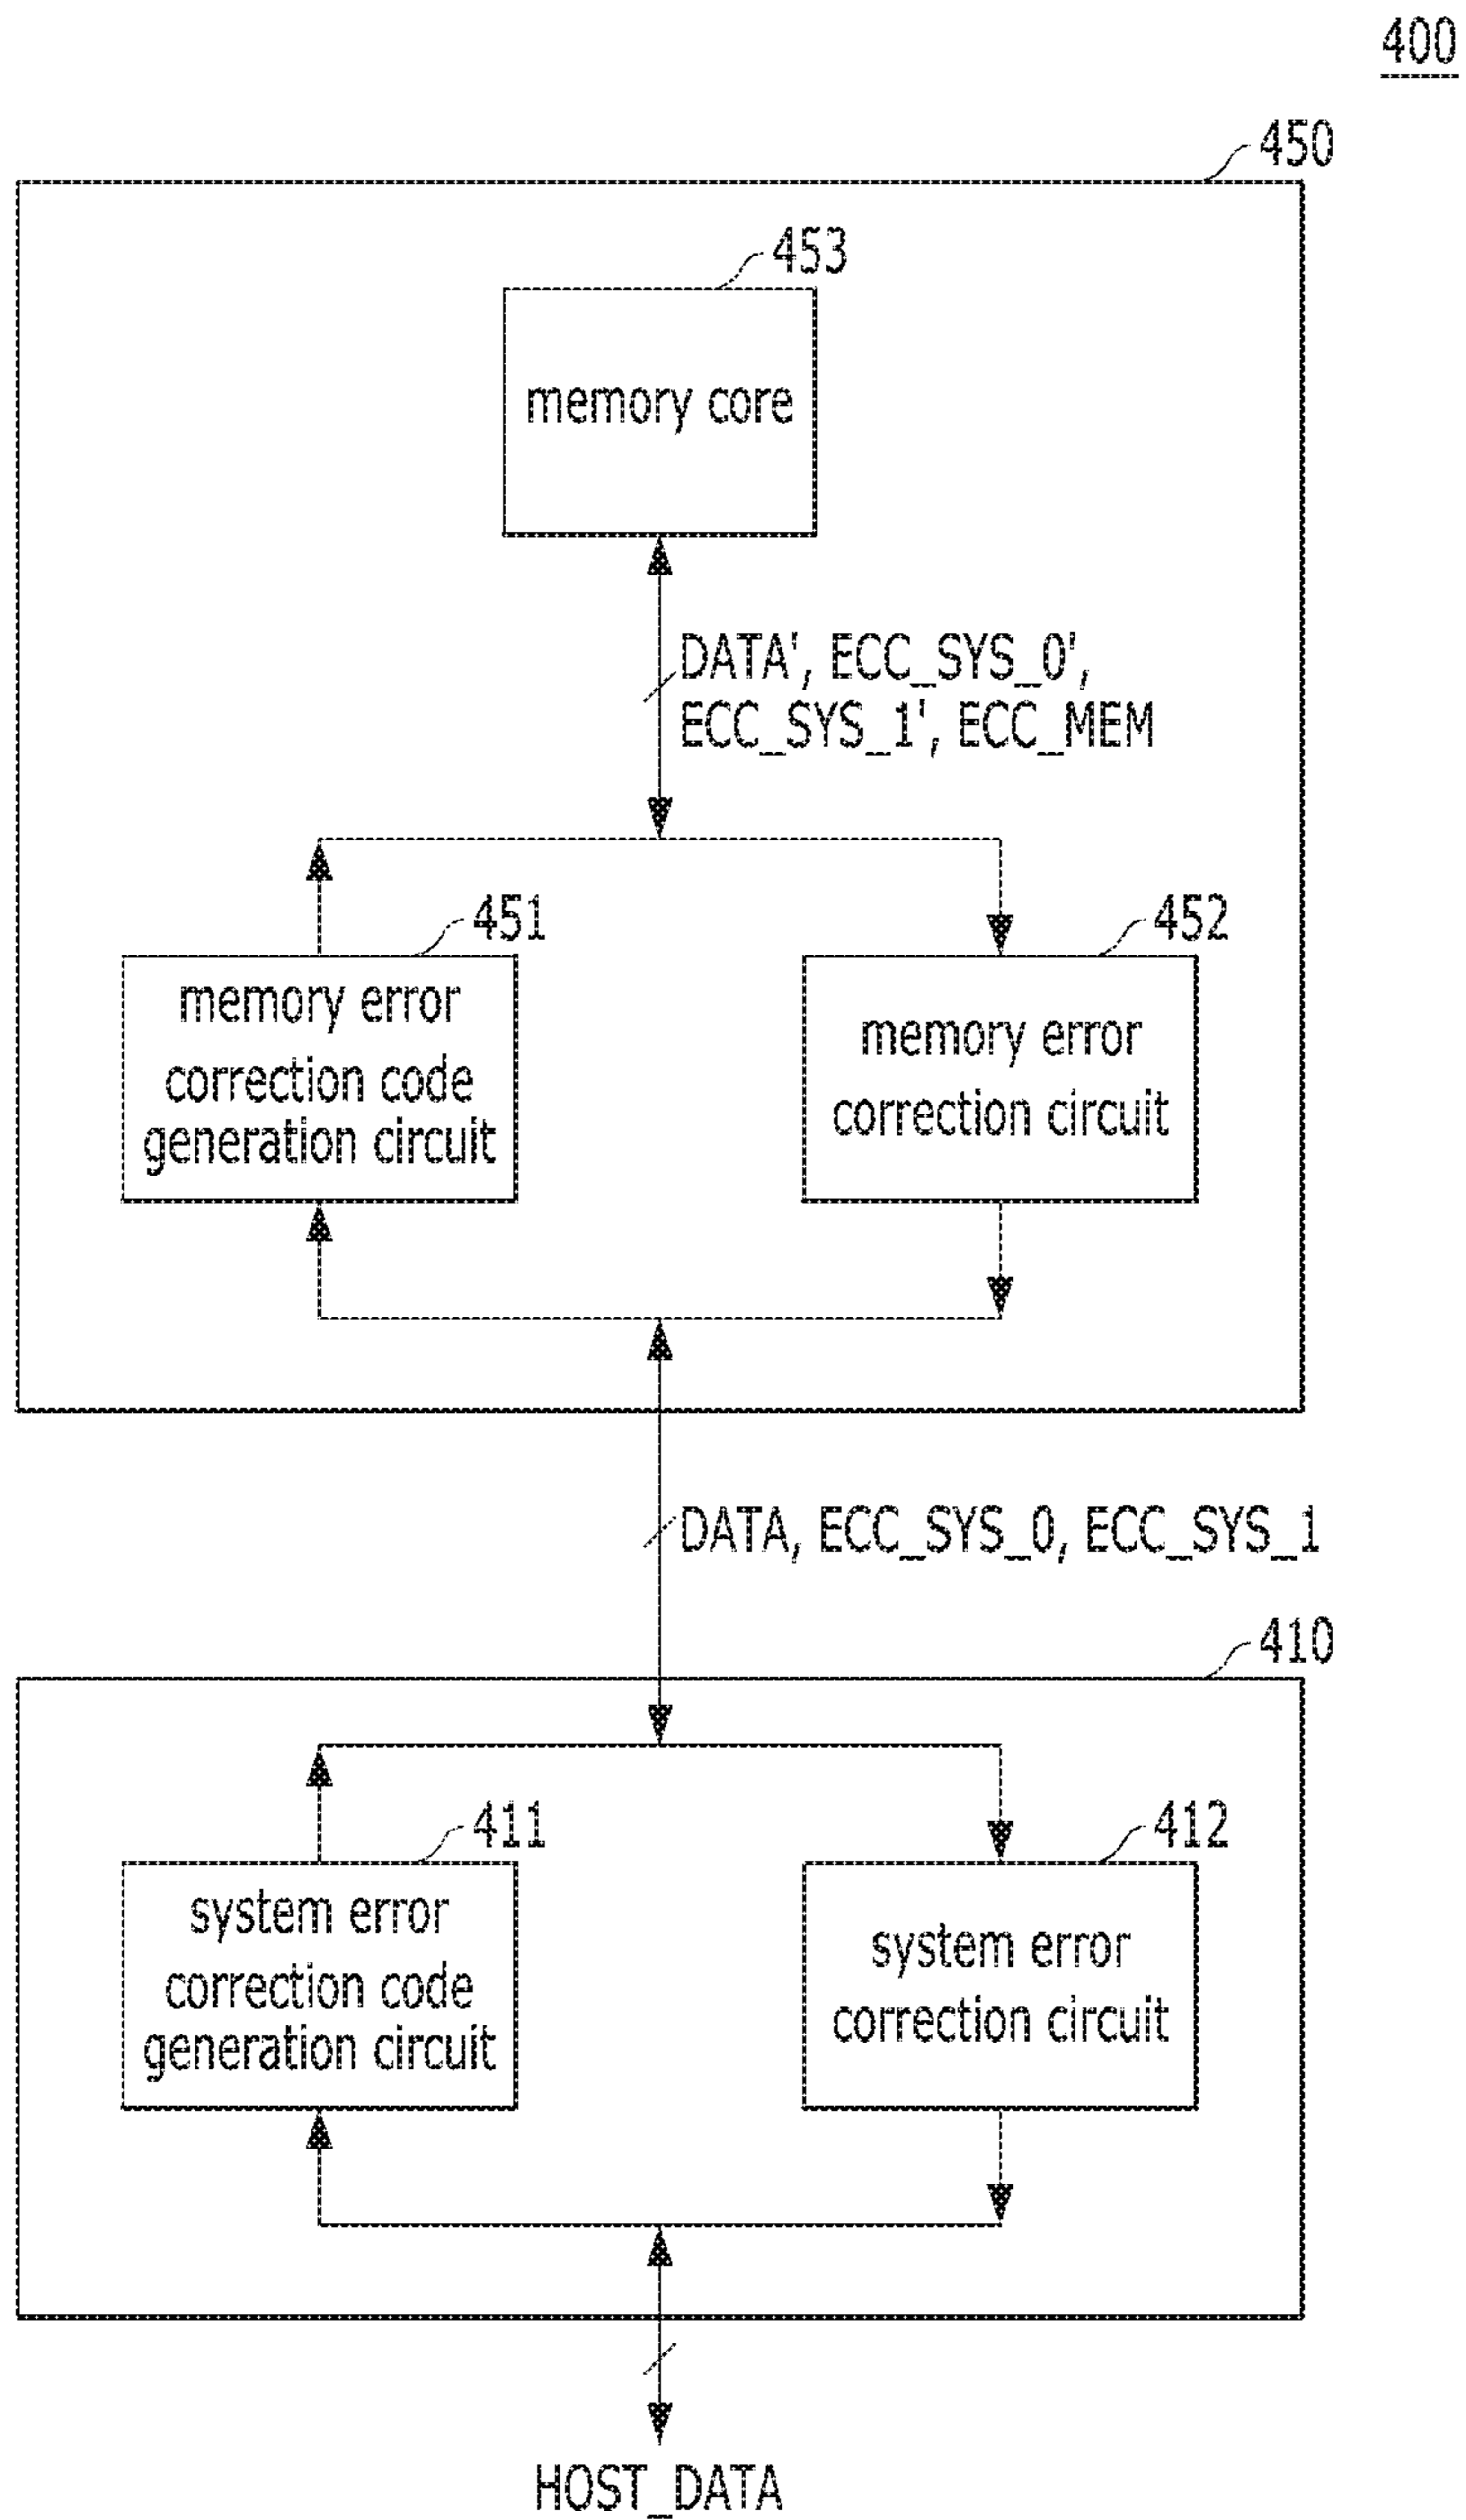 400
450
453
memory core
DATA', ECC_SYS_0',
ECC_SYS_1', ECC_MEM
451
452
memory error
correction code
generation circuit
memory error
correction circuit
DATA, ECC_SYS_0, ECC_SYS_1
410
411
412
system error
correction code
generation circuit
system error
correction circuit
HOST_DATA